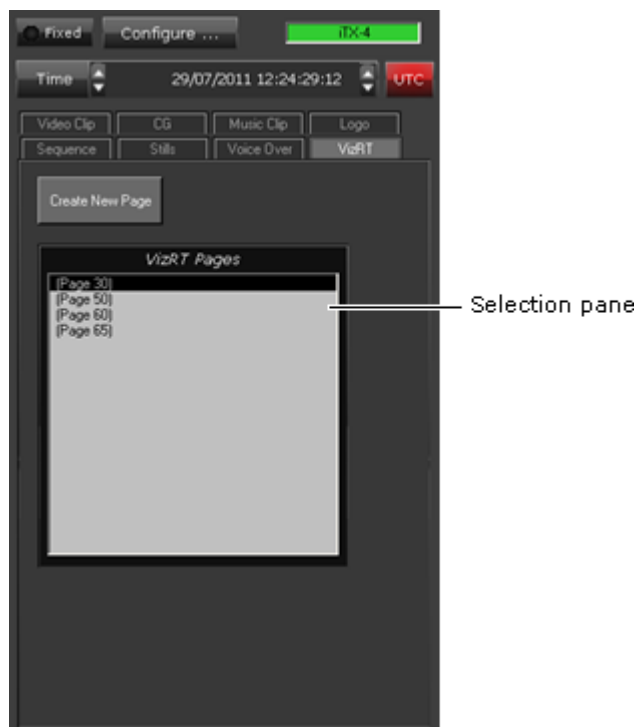 Fixed Configure ... iTX-4
Time 29/07/2011 12:24:29:12 UTC
Video Clip CG Music Clip Logo
Sequence Stills Voice Over VizRT
Create New Page
VizRT Pages
(Page 30)
(Page 50)
(Page 60)
(Page 65)
Selection pane